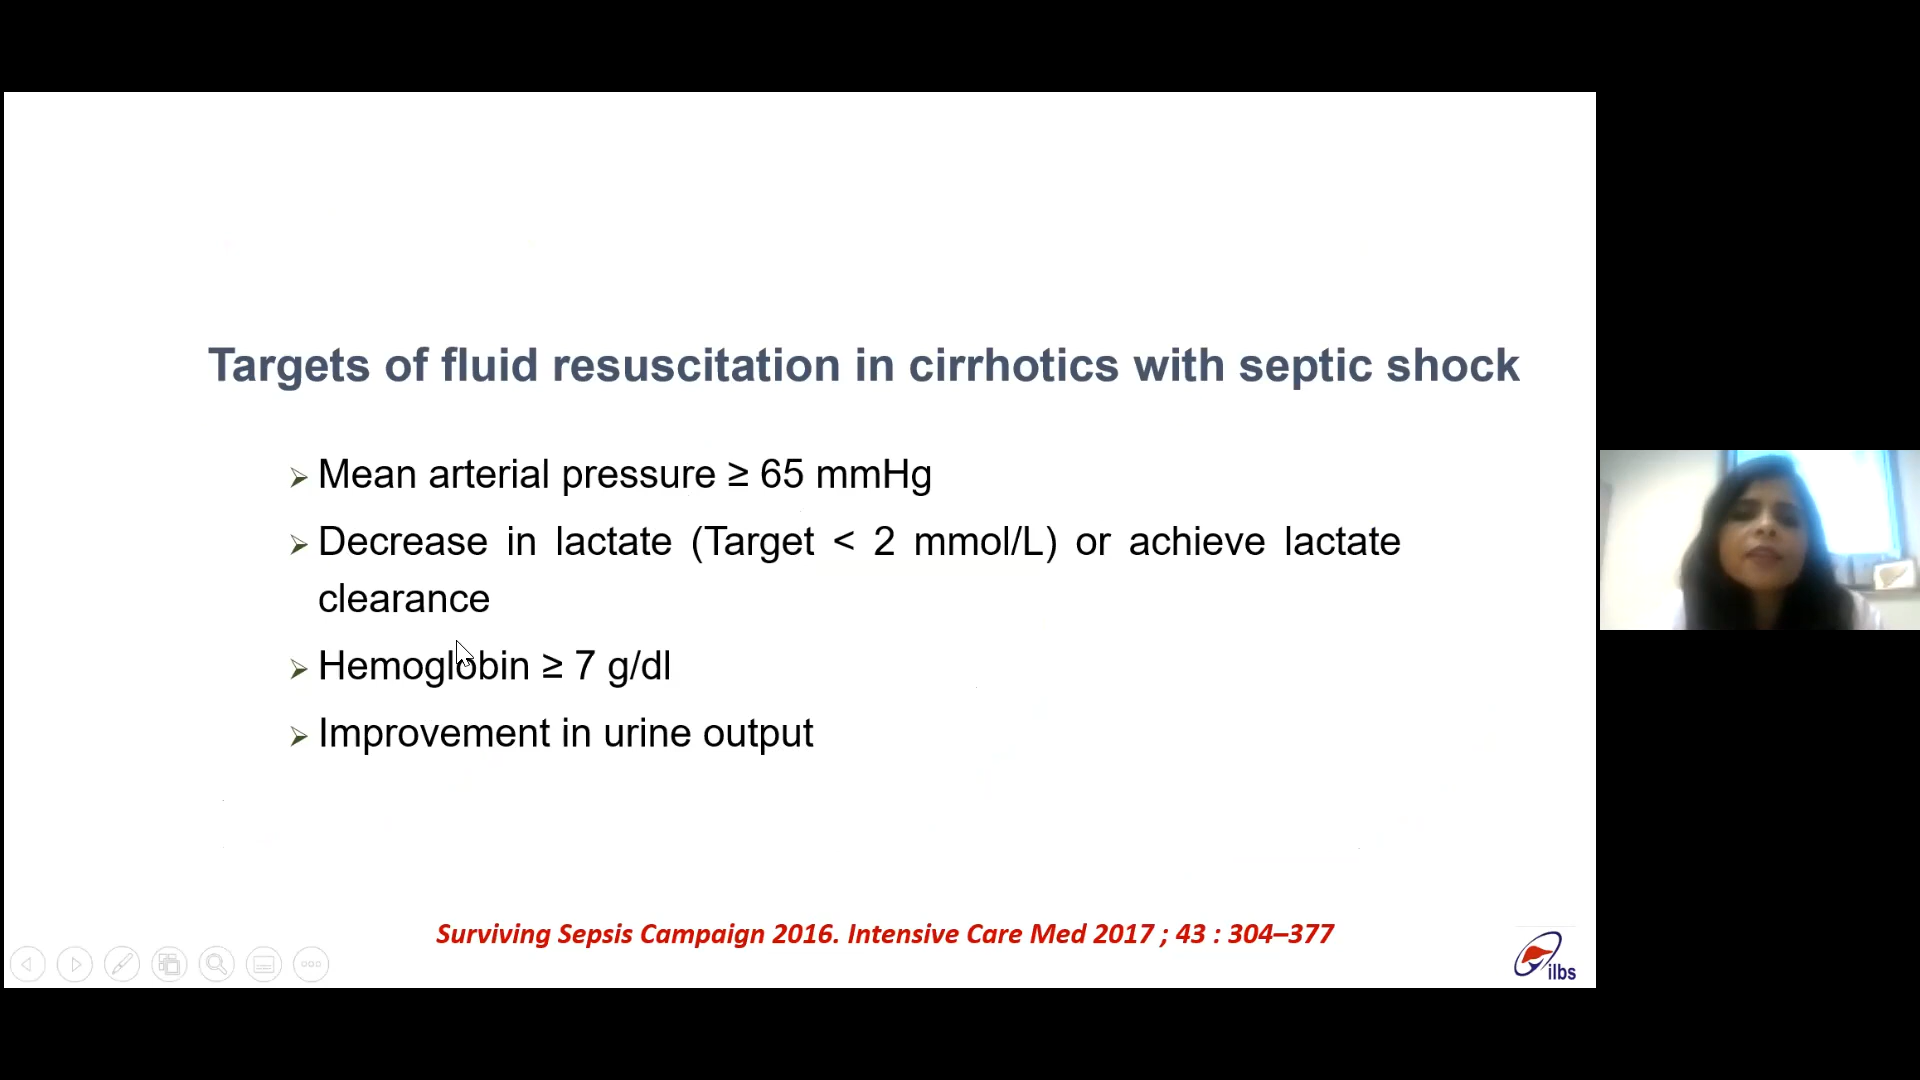 Targets of fluid resuscitation in cirrhotics with septic shock
Mean arterial pressure ≥ 65 mmHg
Decrease in lactate (Target < 2 mmol/L) or achieve lactate
clearance
Hemoglobin ≥ 7 g/dl
Improvement in urine output
Surviving Sepsis Campaign 2016. Intensive Care Med 2017 ; 43 : 304–377
ilbs